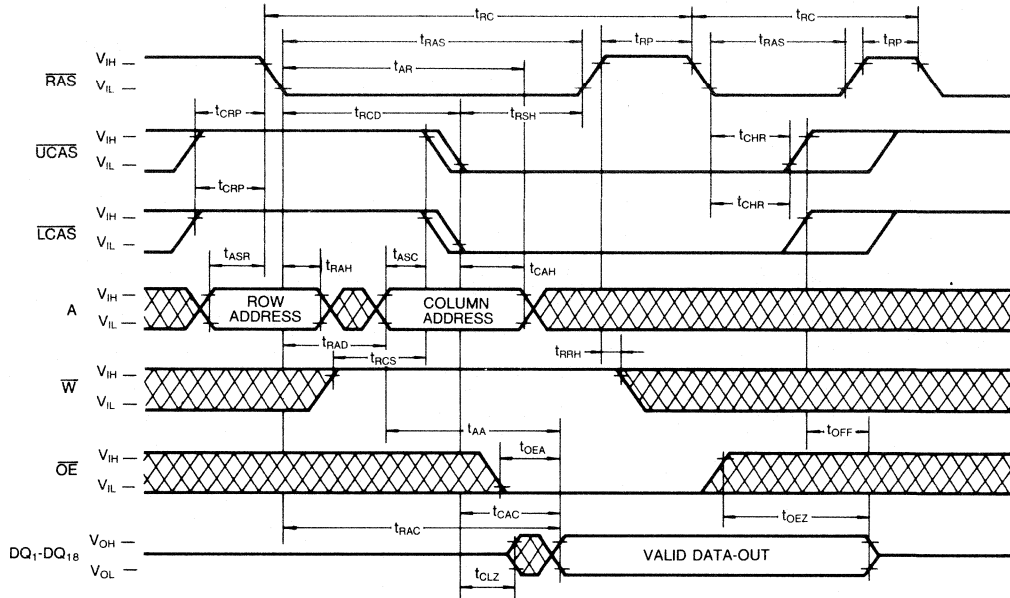 tRC tRC
tRAS tRP tRAS tRP
VIH
tAR
RAS
VIL
tCRP tRCD tRSH
VIH
tCHR
UCAS
VIL
tCRP
tCHR
VIH
LCAS
VIL
tASR tRAH tASC tCAH
VIH
A
ROW ADDRESS
COLUMN ADDRESS
VIL
tRAD
tRCS tRRH
VIH
W
VIL
tAA tOFF
tOEA
VIH
OE
VIL
tCAC tOEZ
tRAC
VOH
DQ1-DQ18
VALID DATA-OUT
VOL
tCLZ